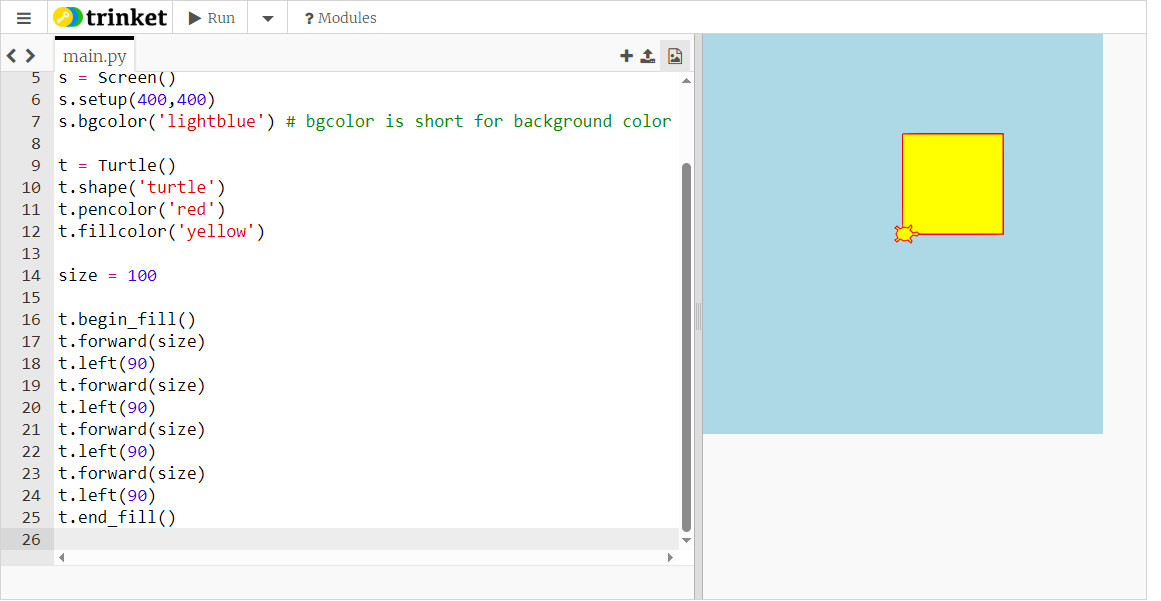 trinket Run ? Modules
main.py
5 s = Screen()
6 s.setup(400,400)
7 s.bgcolor('lightblue') # bgcolor is short for background color
8
9 t = Turtle()
10 t.shape('turtle')
11 t.pencolor('red')
12 t.fillcolor('yellow')
13
14 size = 100
15
16 t.begin_fill()
17 t.forward(size)
18 t.left(90)
19 t.forward(size)
20 t.left(90)
21 t.forward(size)
22 t.left(90)
23 t.forward(size)
24 t.left(90)
25 t.end_fill()
26